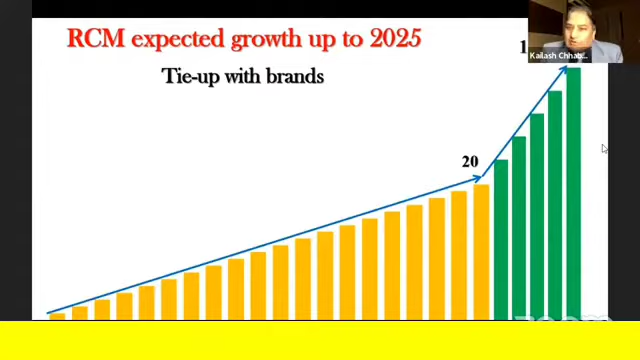 RCM expected growth up to 2025
Tie-up with brands
1
Kailash Chhab...
20